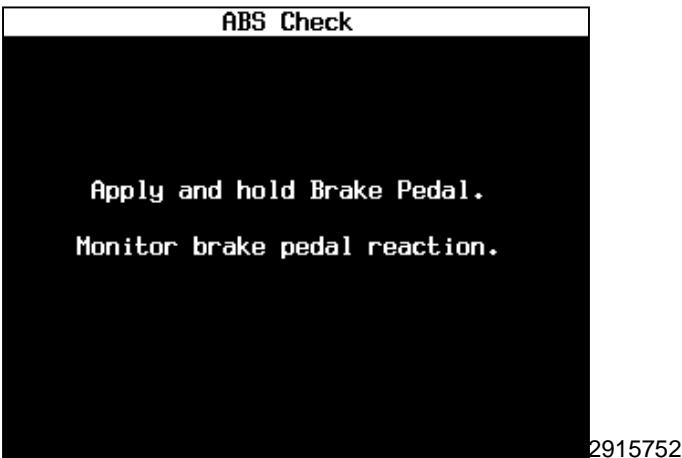 ABS Check
Apply and hold Brake Pedal.
Monitor brake pedal reaction.
2915752